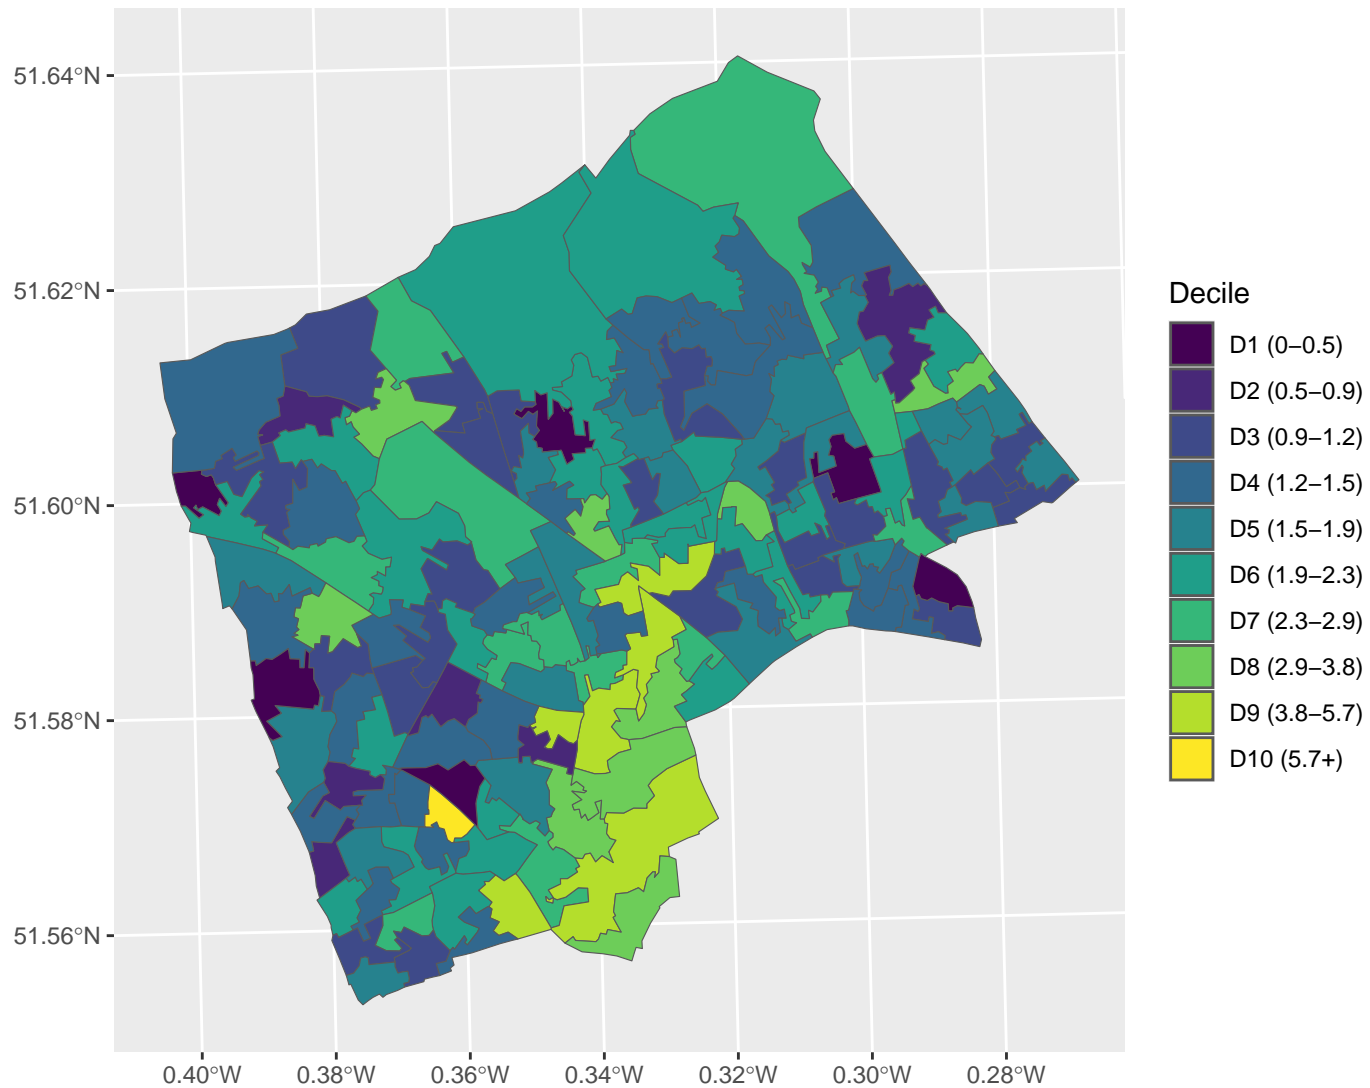 51.64°N
51.62°N
51.60°N
51.58°N
51.56°N
0.40°W
0.38°W
0.36°W
0.34°W
0.32°W
0.30°W
0.28°W
Decile
D1 (0–0.5)
D2 (0.5–0.9)
D3 (0.9–1.2)
D4 (1.2–1.5)
D5 (1.5–1.9)
D6 (1.9–2.3)
D7 (2.3–2.9)
D8 (2.9–3.8)
D9 (3.8–5.7)
D10 (5.7+)